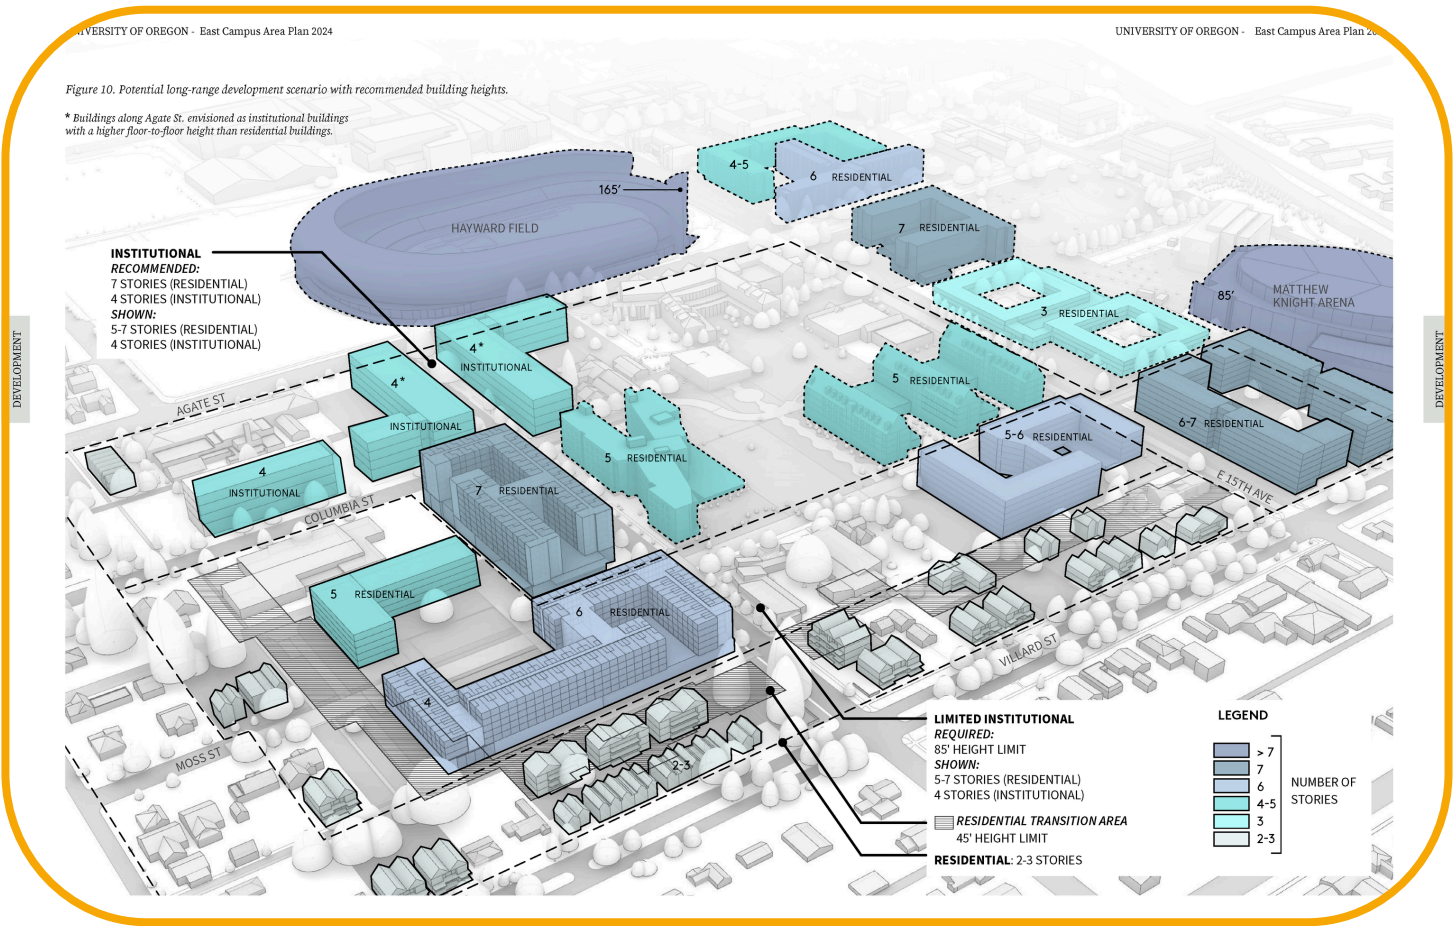 UNIVERSITY OF OREGON - East Campus Area Plan 2024
UNIVERSITY OF OREGON - East Campus Area Plan
Figure 10. Potential long-range development scenario with recommended building heights.
* Buildings along Agate St. envisioned as institutional buildings
with a higher floor-to-floor height than residential buildings.
4-5
6 RESIDENTIAL
165'
HAYWARD FIELD
7 RESIDENTIAL
INSTITUTIONAL
RECOMMENDED:
7 STORIES (RESIDENTIAL)
4 STORIES (INSTITUTIONAL)
SHOWN:
5-7 STORIES (RESIDENTIAL)
4 STORIES (INSTITUTIONAL)
85'
MATTHEW
KNIGHT ARENA
3 RESIDENTIAL
DEVELOPMENT
DEVELOPMENT
4*
INSTITUTIONAL
4*
INSTITUTIONAL
AGATE ST
5 RESIDENTIAL
6-7 RESIDENTIAL
5-6 RESIDENTIAL
5 RESIDENTIAL
4
INSTITUTIONAL
7 RESIDENTIAL
E 15TH AVE
COLUMBIA ST
5 RESIDENTIAL
6 RESIDENTIAL
VILLARD ST
4
MOSS ST
2-3
LIMITED INSTITUTIONAL
REQUIRED:
85' HEIGHT LIMIT
SHOWN:
5-7 STORIES (RESIDENTIAL)
4 STORIES (INSTITUTIONAL)
RESIDENTIAL TRANSITION AREA
45' HEIGHT LIMIT
RESIDENTIAL: 2-3 STORIES
LEGEND
> 7
7
6
4-5
3
2-3
NUMBER OF
STORIES